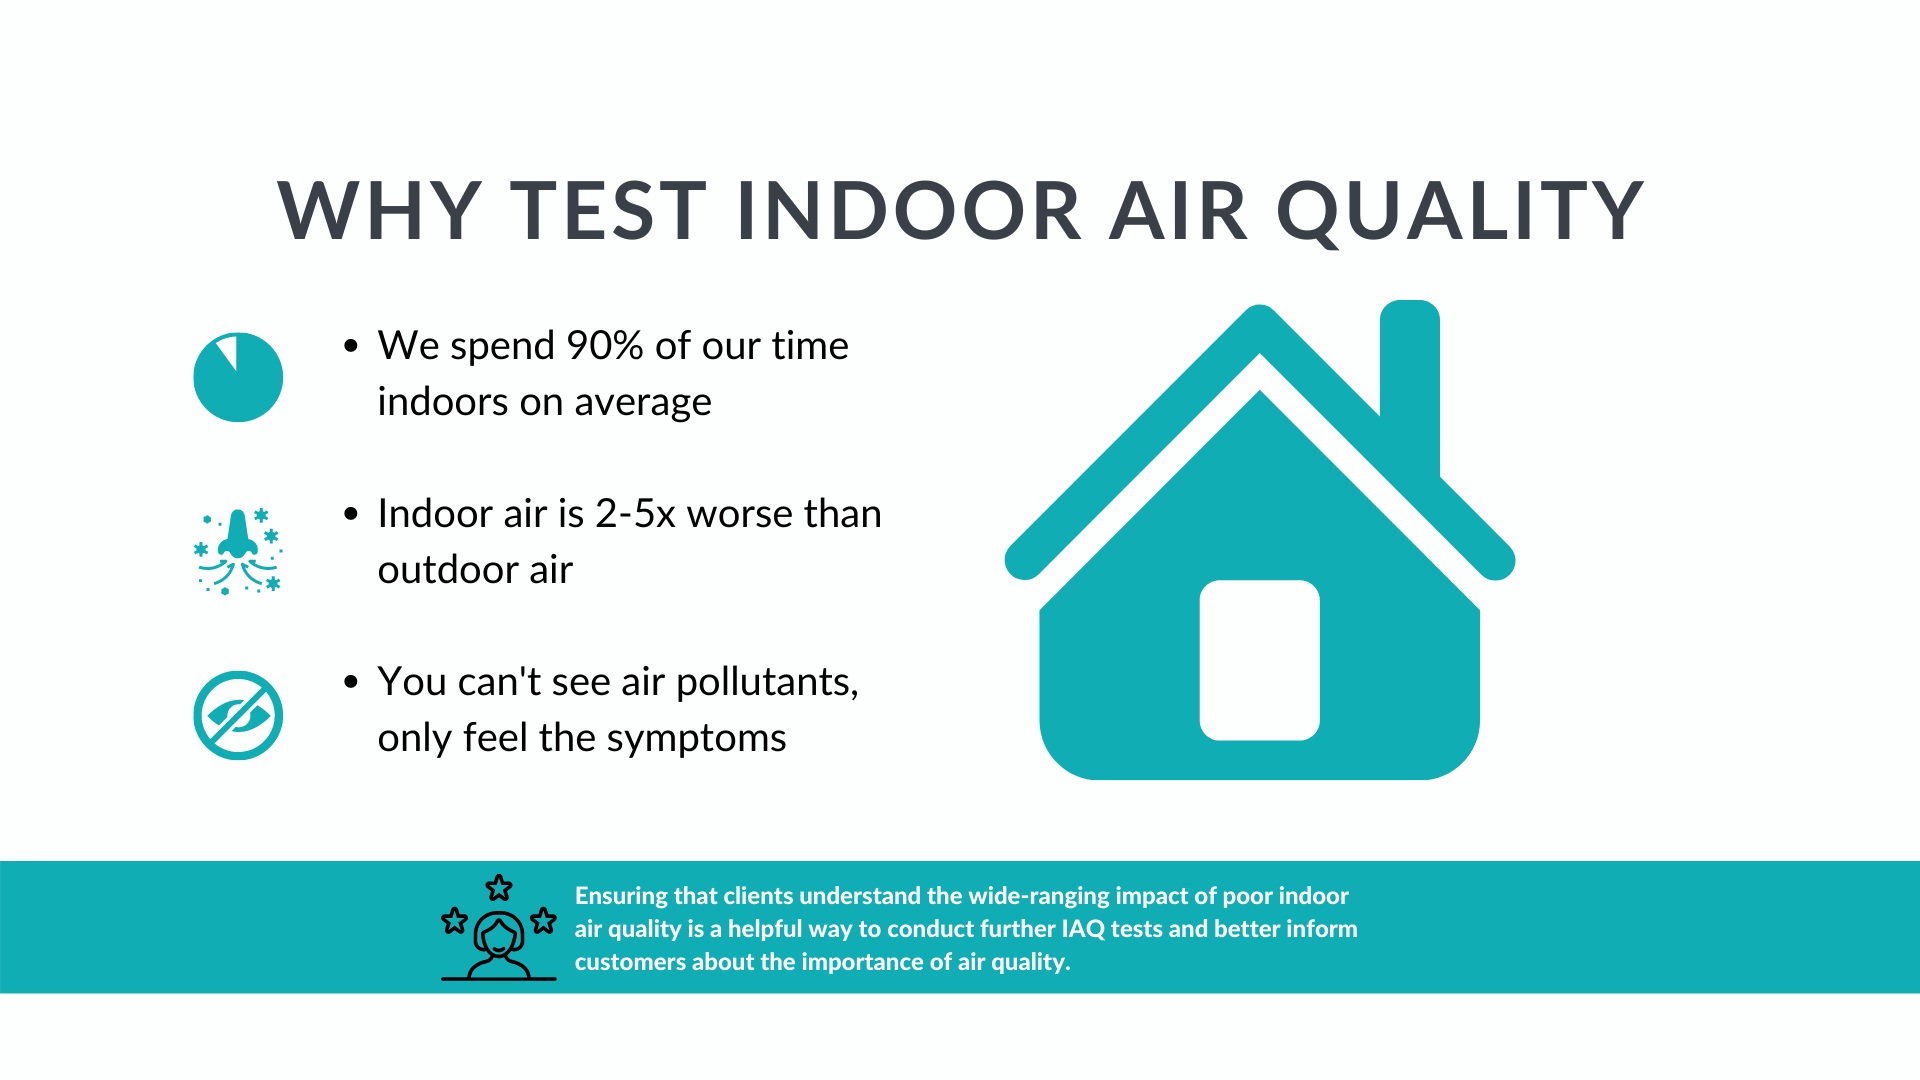 WHY TEST INDOOR AIR QUALITY
• We spend 90% of our time
indoors on average
• Indoor air is 2-5x worse than
outdoor air
• You can't see air pollutants,
only feel the symptoms
Ensuring that clients understand the wide-ranging impact of poor indoor
air quality is a helpful way to conduct further IAQ tests and better inform
customers about the importance of air quality.